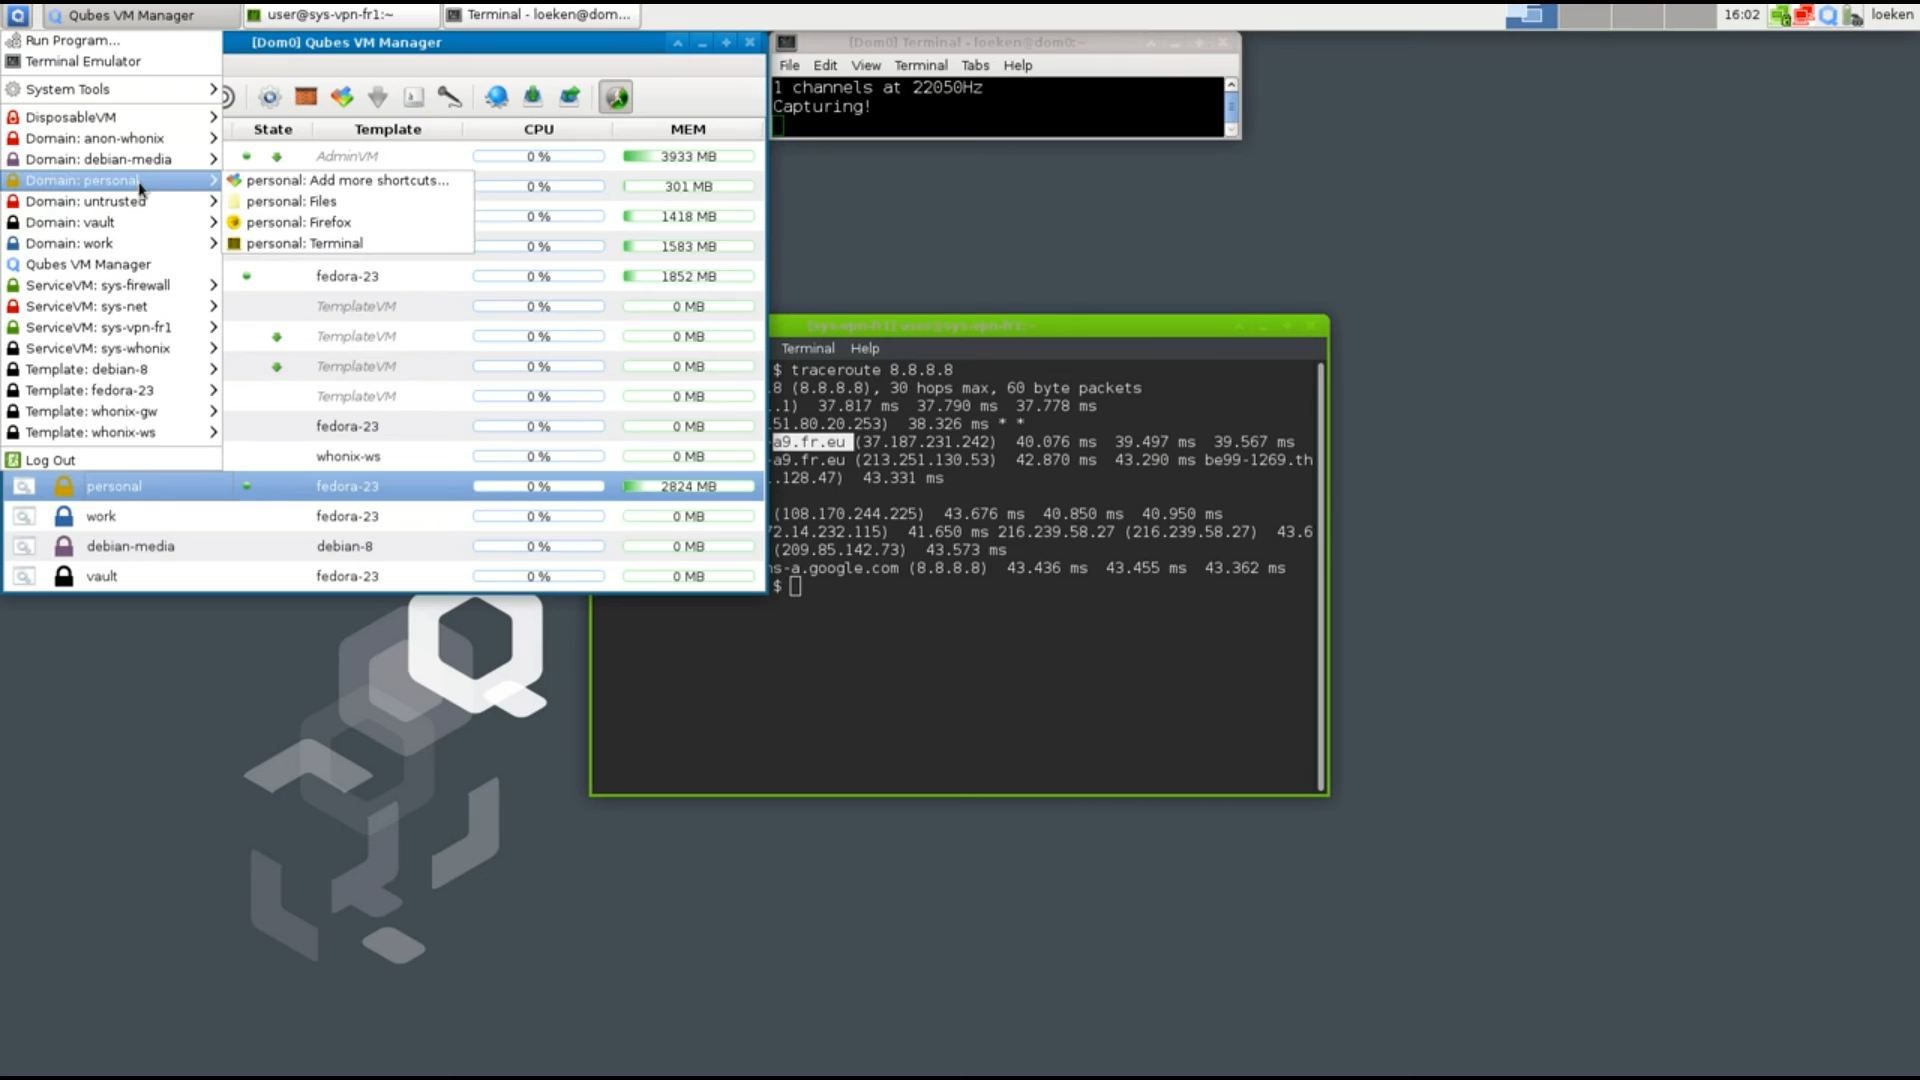 Qubes VM Manager
user@sys-vpn-fr1:~
Terminal - loeken@dom...
16:02
loeken
Run Program...
Terminal Emulator
System Tools
DisposableVM
Domain: anon-whonix
Domain: debian-media
Domain: personal
Domain: untrusted
Domain: vault
Domain: work
Qubes VM Manager
ServiceVM: sys-firewall
ServiceVM: sys-net
ServiceVM: sys-vpn-fr1
ServiceVM: sys-whonix
Template: debian-8
Template: fedora-23
Template: whonix-gw
Template: whonix-ws
Log Out
personal: Add more shortcuts...
personal: Files
personal: Firefox
personal: Terminal
[Dom0] Qubes VM Manager
State Template CPU MEM
AdminVM 0 % 3933 MB
0 % 301 MB
0 % 1418 MB
0 % 1583 MB
fedora-23 0 % 1852 MB
TemplateVM 0 % 0 MB
TemplateVM 0 % 0 MB
TemplateVM 0 % 0 MB
TemplateVM 0 % 0 MB
fedora-23 0 % 0 MB
whonix-ws 0 % 0 MB
personal fedora-23 0 % 2824 MB
work fedora-23 0 % 0 MB
debian-media debian-8 0 % 0 MB
vault fedora-23 0 % 0 MB
[Dom0] Terminal - loeken@dom0:~
File Edit View Terminal Tabs Help
1 channels at 22050Hz
Capturing!
[sys-vpn-fr1] user@sys-vpn-fr1:~
Terminal Help
$ traceroute 8.8.8.8
.8 (8.8.8.8), 30 hops max, 60 byte packets
.1) 37.817 ms 37.790 ms 37.778 ms
51.80.20.253) 38.326 ms * *
a9.fr.eu (37.187.231.242) 40.076 ms 39.497 ms 39.567 ms
-a9.fr.eu (213.251.130.53) 42.870 ms 43.290 ms be99-1269.th
.128.47) 43.331 ms
(108.170.244.225) 43.676 ms 40.850 ms 40.950 ms
72.14.232.115) 41.650 ms 216.239.58.27 (216.239.58.27) 43.6
(209.85.142.73) 43.573 ms
ns-a.google.com (8.8.8.8) 43.436 ms 43.455 ms 43.362 ms
$